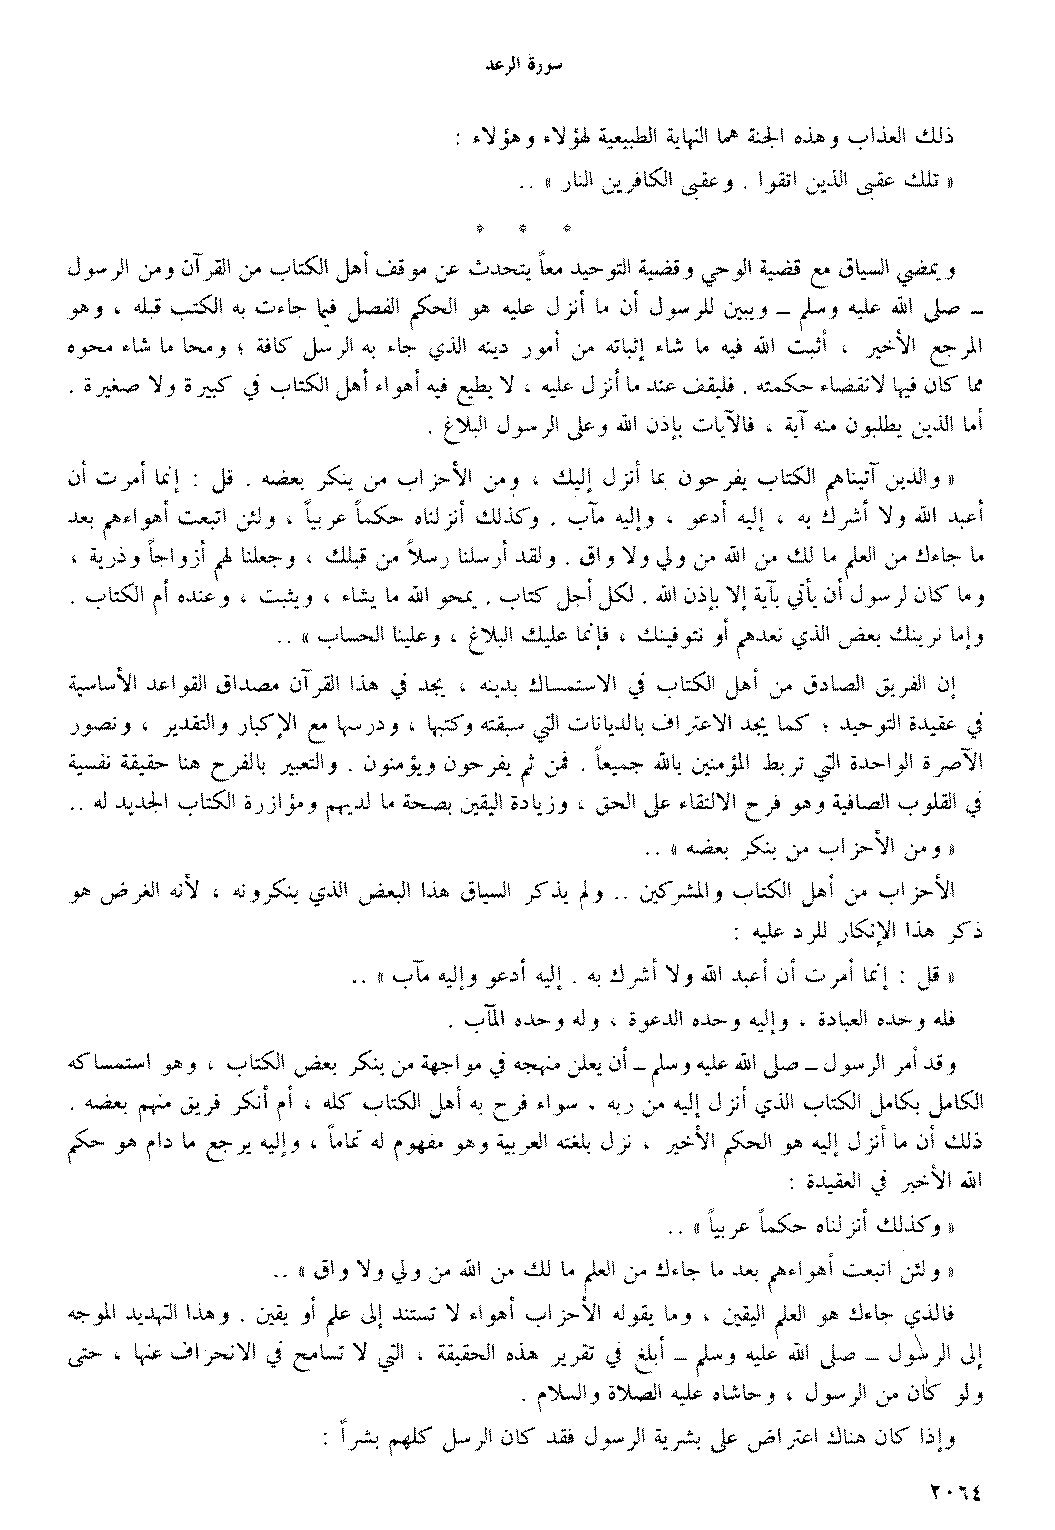 سورة الرعد
ذلك العذاب وهذه الجنة هما النهاية الطبيعية لهؤلاء وهؤلاء :
« تلك عقبى الذين اتقوا . وعقبى الكافرين النار » ..
* * *
ويمضي السياق مع قضية الوحي وقضية التوحيد معاً يتحدث عن موقف أهل الكتاب من القرآن ومن الرسول
ـ صلى الله عليه وسلم ـ ويبين للرسول أن ما أنزل عليه هو الحكم الفصل فيما جاءت به الكتب قبله ، وهو
المرجع الأخير ، أثبت الله فيه ما شاء إثباته من أمور دينه الذي جاء به الرسل كافة ؛ ومحا ما شاء محوه
مما كان فيها لانقضاء حكمته . فليقف عند ما أنزل عليه ، لا يطيع فيه أهواء أهل الكتاب في كبيرة ولا صغيرة .
أما الذين يطلبون منه آية ، فالآيات بإذن الله وعلى الرسول البلاغ .
« والذين آتيناهم الكتاب يفرحون بما أنزل إليك ، ومن الأحزاب من ينكر بعضه . قل : إنما أمرت أن
أعبد الله ولا أشرك به ، إليه أدعو ، وإليه مآب . وكذلك أنزلناه حكماً عربياً ، ولئن اتبعت أهواءهم بعد
ما جاءك من العلم ما لك من الله من ولي ولا واق . ولقد أرسلنا رسلاً من قبلك ، وجعلنا لهم أزواجاً وذرية ،
وما كان لرسول أن يأتي بآية إلا بإذن الله . لكل أجل كتاب . يمحو الله ما يشاء ، ويثبت ، وعنده أم الكتاب .
وإما نرينك بعض الذي نعدهم أو نتوفينك ، فإنما عليك البلاغ ، وعلينا الحساب » ..
إن الفريق الصادق من أهل الكتاب في الاستمساك بدينه ، يجد في هذا القرآن مصداق القواعد الأساسية
في عقيدة التوحيد ؛ كما يجد الاعتراف بالديانات التي سبقته وكتبها ، ودرسها مع الإكبار والتقدير ، وتصور
الآصرة الواحدة التي تربط المؤمنين بالله جميعاً . فمن ثم يفرحون ويؤمنون . والتعبير بالفرح هنا حقيقة نفسية
في القلوب الصافية وهو فرح الالتقاء على الحق ، وزيادة اليقين بصحة ما لديهم ومؤازرة الكتاب الجديد له ..
« ومن الأحزاب من ينكر بعضه » ..
الأحزاب من أهل الكتاب والمشركين .. ولم يذكر السياق هذا البعض الذي ينكرونه ، لأنه الغرض هو
ذكر هذا الإنكار للرد عليه :
« قل : إنما أمرت أن أعبد الله ولا أشرك به . إليه أدعو وإليه مآب » ..
فله وحده العبادة ، وإليه وحده الدعوة ، وله وحده المآب .
وقد أمر الرسول ـ صلى الله عليه وسلم ـ أن يعلن منهجه في مواجهة من ينكر بعض الكتاب ، وهو استمساكه
الكامل بكامل الكتاب الذي أنزل إليه من ربه ، سواء فرح به أهل الكتاب كله ، أم أنكر فريق منهم بعضه .
ذلك أن ما أنزل إليه هو الحكم الأخير ، نزل بلغته العربية وهو مفهوم له تماماً ، وإليه يرجع ما دام هو حكم
الله الأخير في العقيدة :
« وكذلك أنزلناه حكماً عربياً » ..
« ولئن اتبعت أهواءهم بعد ما جاءك من العلم ما لك من الله من ولي ولا واق » ..
فالذي جاءك هو العلم اليقين ، وما يقوله الأحزاب أهواء لا تستند إلى علم أو يقين . وهذا التهديد الموجه
إلى الرسول ـ صلى الله عليه وسلم ـ أبلغ في تقرير هذه الحقيقة ، التي لا تسامح في الانحراف عنها ، حتى
ولو كان من الرسول ، وحاشاه عليه الصلاة والسلام .
وإذا كان هناك اعتراض على بشرية الرسول فقد كان الرسل كلهم بشراً :
٢٠٦٤